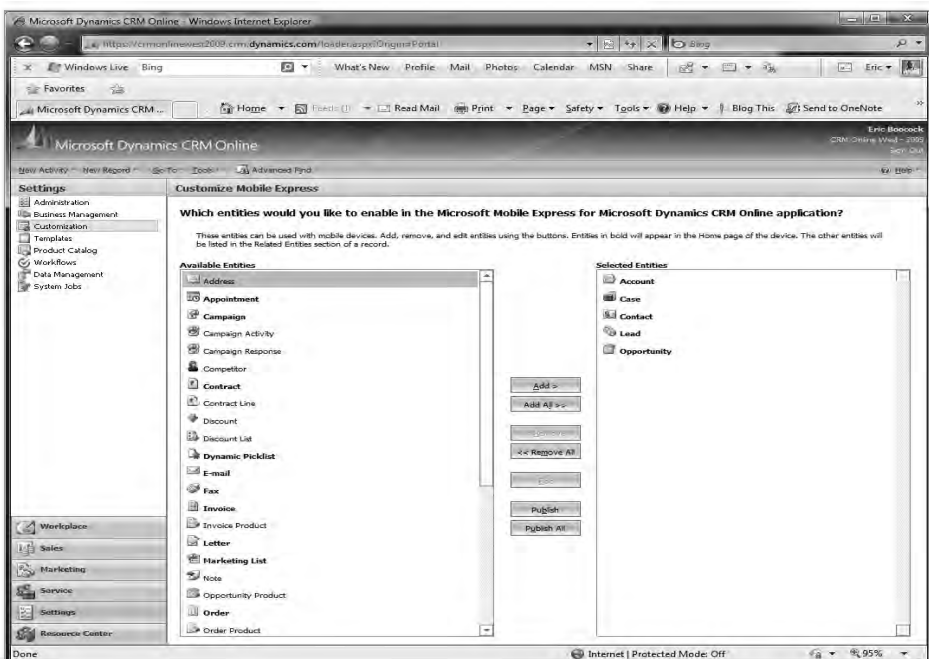 Microsoft Dynamics CRM Online - Windows Internet Explorer
Bing
Windows Live Bing What's New Profile Mail Photos Calendar MSN Share Eric
Favorites
Microsoft Dynamics CRM ... Home Read Mail Print Page Safety Tools Help Blog This Send to OneNote
Microsoft Dynamics CRM Online
Eric Boocock
Sign Out
New Activity New Record Go To Tools Advanced Find Help
Settings
Administration
Business Management
Customization
Templates
Product Catalog
Workflows
Data Management
System Jobs
Workplace
Sales
Marketing
Service
Settings
Resource Center
Customize Mobile Express
Which entities would you like to enable in the Microsoft Mobile Express for Microsoft Dynamics CRM Online application?
These entities can be used with mobile devices. Add, remove, and edit entities using the buttons. Entities in bold will appear in the Home page of the device. The other entities will
be listed in the Related Entities section of a record.
Available Entities
Address
Appointment
Campaign
Campaign Activity
Campaign Response
Competitor
Contract
Contract Line
Discount
Discount List
Dynamic Picklist
E-mail
Fax
Invoice
Invoice Product
Letter
Marketing List
Note
Opportunity Product
Order
Order Product
Add >
Add All >>
<< Remove All
Publish
Publish All
Selected Entities
Account
Case
Contact
Lead
Opportunity
Done Internet | Protected Mode: Off 95%